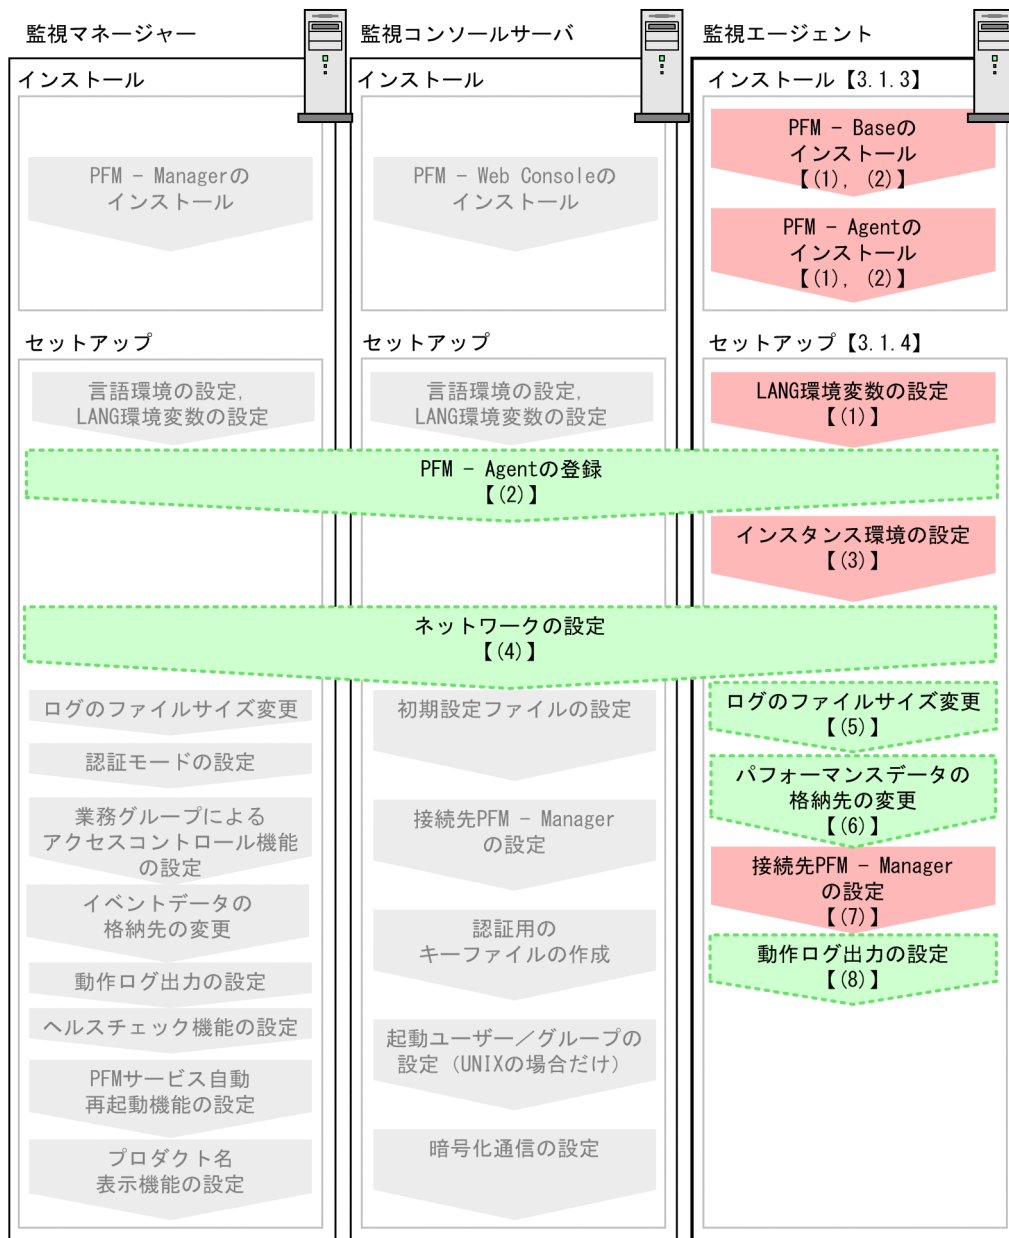 監視マネージャー
インストール
PFM - Managerの
インストール
セットアップ
言語環境の設定,
LANG環境変数の設定
監視コンソールサーバ
インストール
PFM - Web Consoleの
インストール
セットアップ
言語環境の設定,
LANG環境変数の設定
監視エージェント
インストール【3.1.3】
PFM - Baseの
インストール
【(1), (2)】
PFM - Agentの
インストール
【(1), (2)】
セットアップ【3.1.4】
LANG環境変数の設定
【(1)】
PFM - Agentの登録
【(2)】
インスタンス環境の設定
【(3)】
ネットワークの設定
【(4)】
ログのファイルサイズ変更
認証モードの設定
業務グループによる
アクセスコントロール機能
の設定
イベントデータの
格納先の変更
動作ログ出力の設定
ヘルスチェック機能の設定
PFMサービス自動
再起動機能の設定
プロダクト名
表示機能の設定
初期設定ファイルの設定
接続先PFM - Manager
の設定
認証用の
キーファイルの作成
起動ユーザー/グループの
設定 (UNIXの場合だけ)
暗号化通信の設定
ログのファイルサイズ変更
【(5)】
パフォーマンスデータの
格納先の変更
【(6)】
接続先PFM - Manager
の設定
【(7)】
動作ログ出力の設定
【(8)】